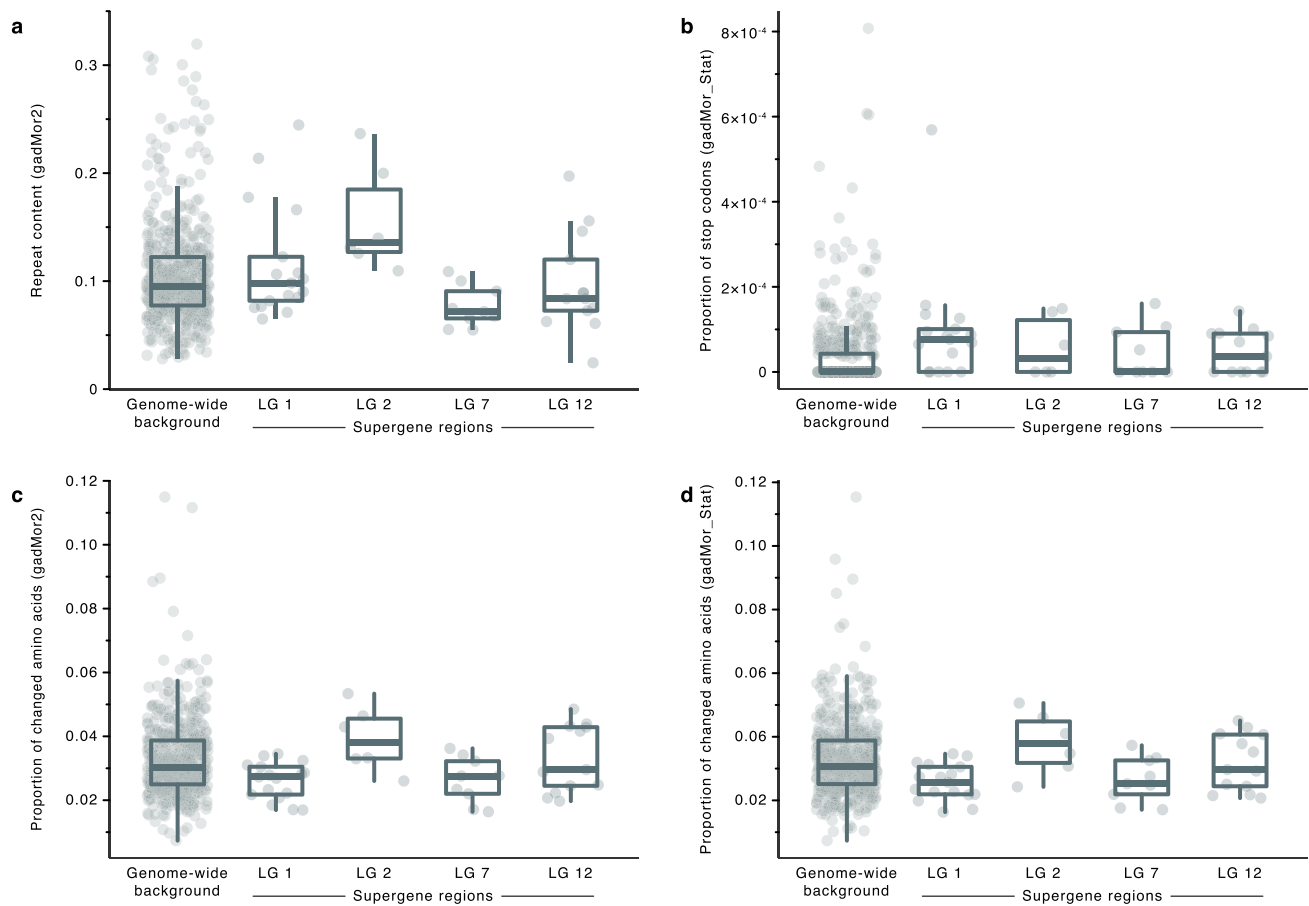 a
Repeat content (gadMor2)
0.3
0.2
0.1
0
Genome-wide background
LG 1
LG 2
LG 7
LG 12
Supergene regions
b
Proportion of stop codons (gadMor_Stat)
8×10⁻⁴
6×10⁻⁴
4×10⁻⁴
2×10⁻⁴
0
Genome-wide background
LG 1
LG 2
LG 7
LG 12
Supergene regions
c
Proportion of changed amino acids (gadMor2)
0.12
0.10
0.08
0.06
0.04
0.02
Genome-wide background
LG 1
LG 2
LG 7
LG 12
Supergene regions
d
Proportion of changed amino acids (gadMor_Stat)
0.12
0.10
0.08
0.06
0.06
0.02
Genome-wide background
LG 1
LG 2
LG 7
LG 12
Supergene regions